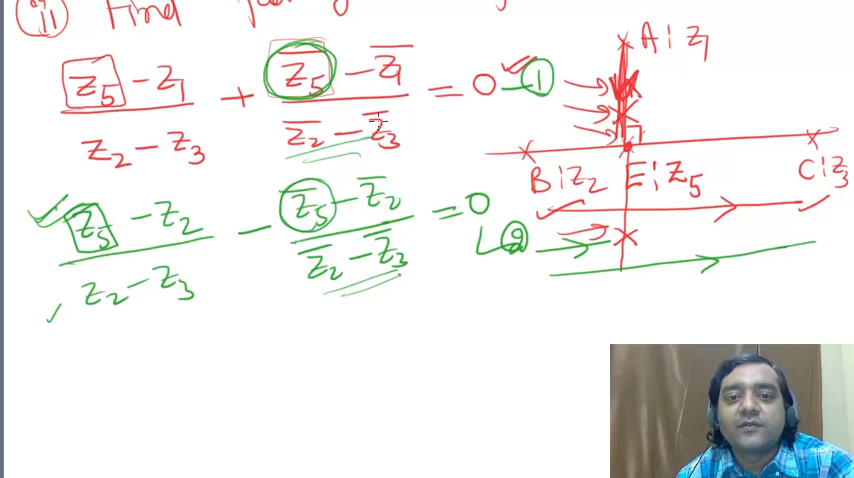 11 Find
z₅ - z₁ / z₂ - z₃ + z̅₅ - z̅₁ / z̅₂ - z̅₃ = 0 — 1
z₅ - z₂ / z₂ - z₃ - z̅₅ - z̅₂ / z̅₂ - z̅₃ = 0
2
A | z₁
B | z₂ E | z₅ C | z₃